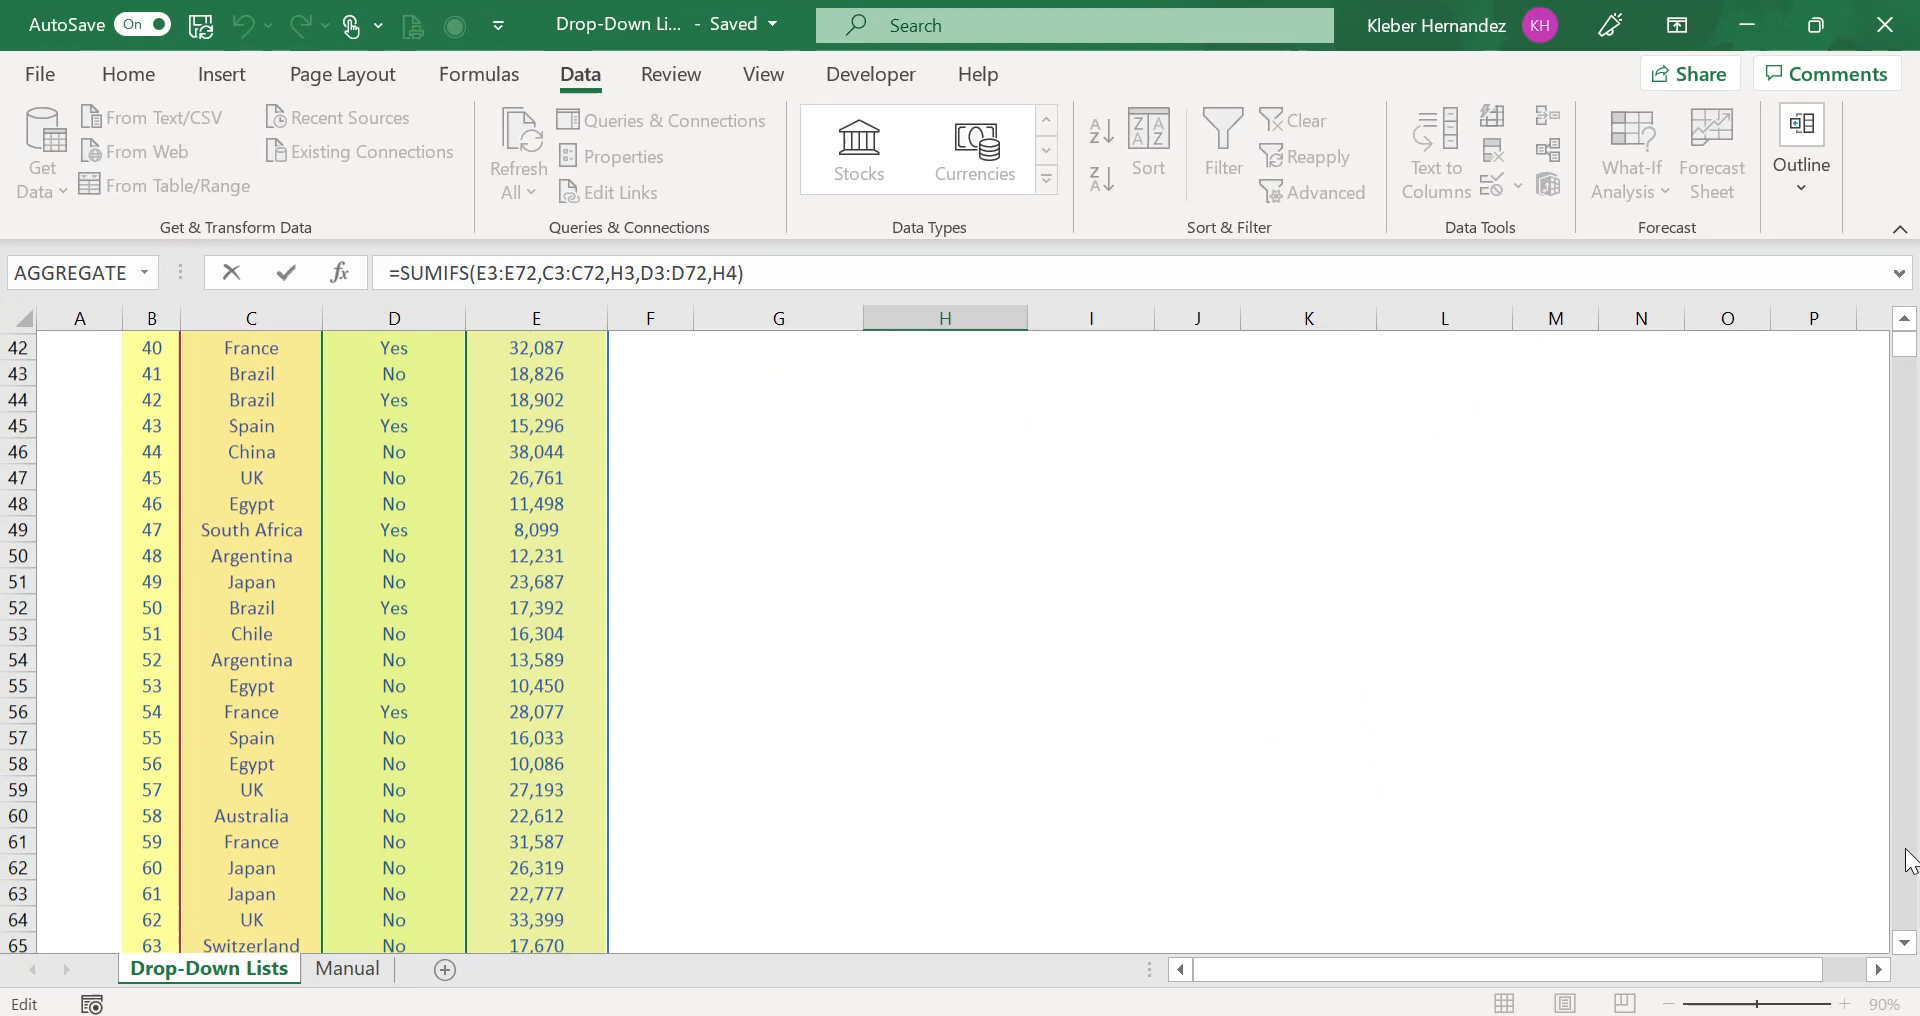 AutoSave On Drop-Down Li... - Saved Search Kleber Hernandez KH
File Home Insert Page Layout Formulas Data Review View Developer Help Share Comments
Get Data From Text/CSV From Web From Table/Range Recent Sources Existing Connections
Get & Transform Data
Refresh All Queries & Connections Properties Edit Links
Queries & Connections
Stocks Currencies
Data Types
Sort Filter Clear Reapply Advanced
Sort & Filter
Text to Columns
Data Tools
What-If Analysis Forecast Sheet
Forecast
Outline
AGGREGATE fx =SUMIFS(E3:E72,C3:C72,H3,D3:D72,H4)
A B C D E F G H I J K L M N O P
42 40 France Yes 32,087
43 41 Brazil No 18,826
44 42 Brazil Yes 18,902
45 43 Spain Yes 15,296
46 44 China No 38,044
47 45 UK No 26,761
48 46 Egypt No 11,498
49 47 South Africa Yes 8,099
50 48 Argentina No 12,231
51 49 Japan No 23,687
52 50 Brazil Yes 17,392
53 51 Chile No 16,304
54 52 Argentina No 13,589
55 53 Egypt No 10,450
56 54 France Yes 28,077
57 55 Spain No 16,033
58 56 Egypt No 10,086
59 57 UK No 27,193
60 58 Australia No 22,612
61 59 France No 31,587
62 60 Japan No 26,319
63 61 Japan No 22,777
64 62 UK No 33,399
65 63 Switzerland No 17,670
Drop-Down Lists Manual
Edit 90%